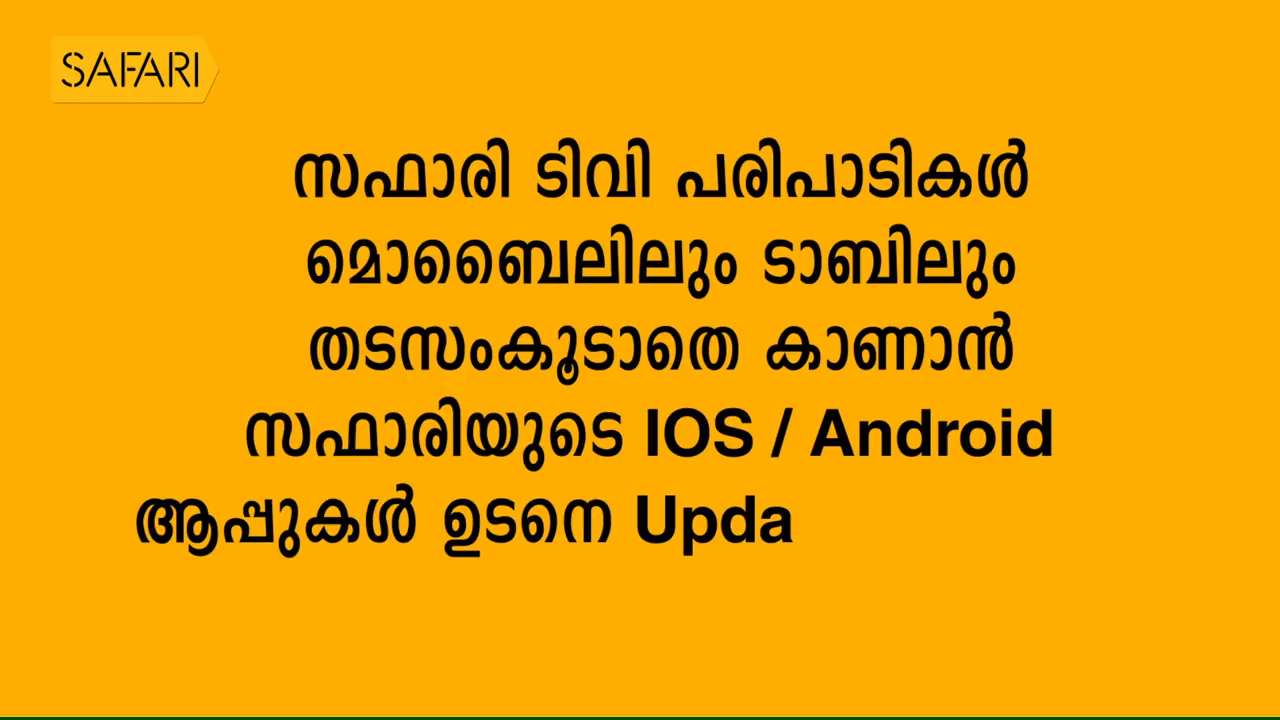 SAFARI
സഫാരി ടിവി പരിപാടികൾ
മൊബൈലിലും ടാബിലും
തടസംകൂടാതെ കാണാൻ
സഫാരിയുടെ IOS / Android
ആപ്പുകൾ ഉടനെ Upda